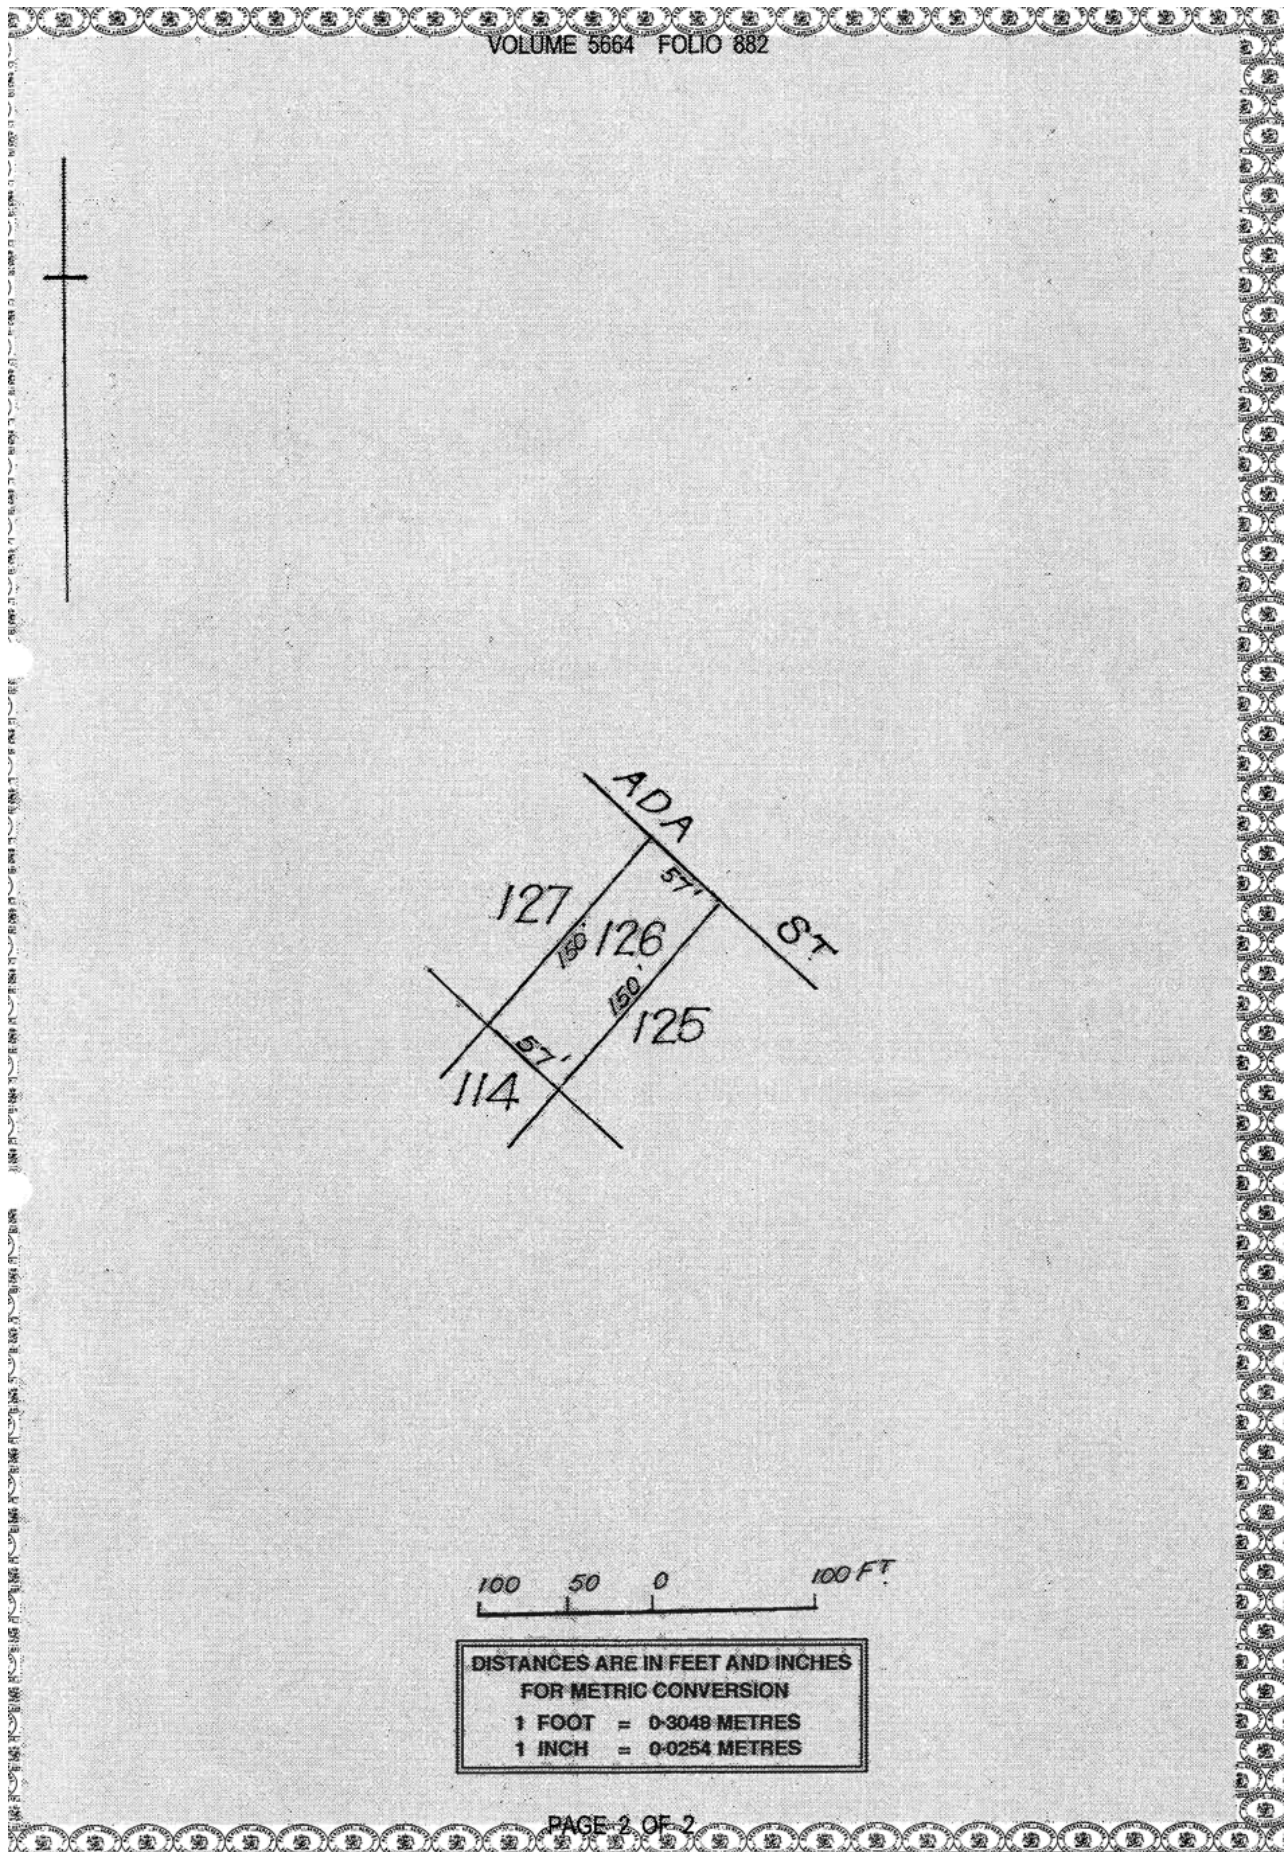 VOLUME 5664 FOLIO 882
ADA ST
57'
127
150'
126
150'
125
57'
114
100 50 0 100 FT.
DISTANCES ARE IN FEET AND INCHES
FOR METRIC CONVERSION
1 FOOT = 0·3048 METRES
1 INCH = 0·0254 METRES
PAGE 2 OF 2